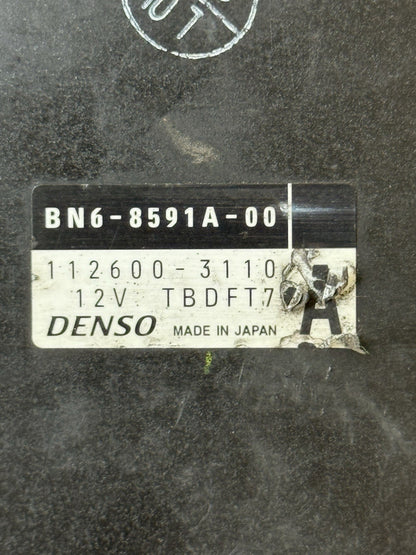 BN6-8591A-00
112600-3110
12V TBDFT7
A
DENSO MADE IN JAPAN